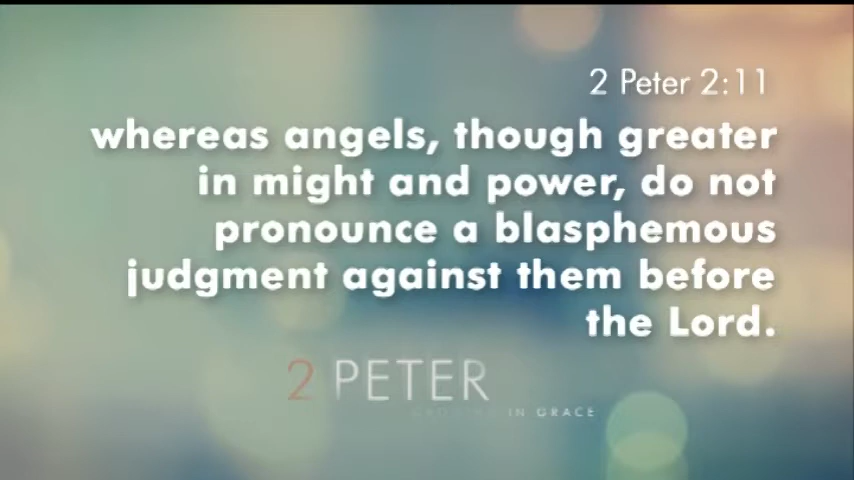 2 Peter 2:11
whereas angels, though greater
in might and power, do not
pronounce a blasphemous
judgment against them before
the Lord.
2 PETER
GROWING IN GRACE